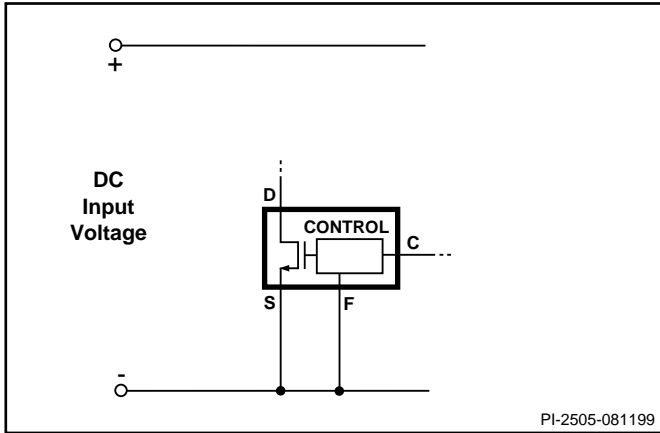 +
DC
Input
Voltage
D
CONTROL
C
S
F
-
PI-2505-081199